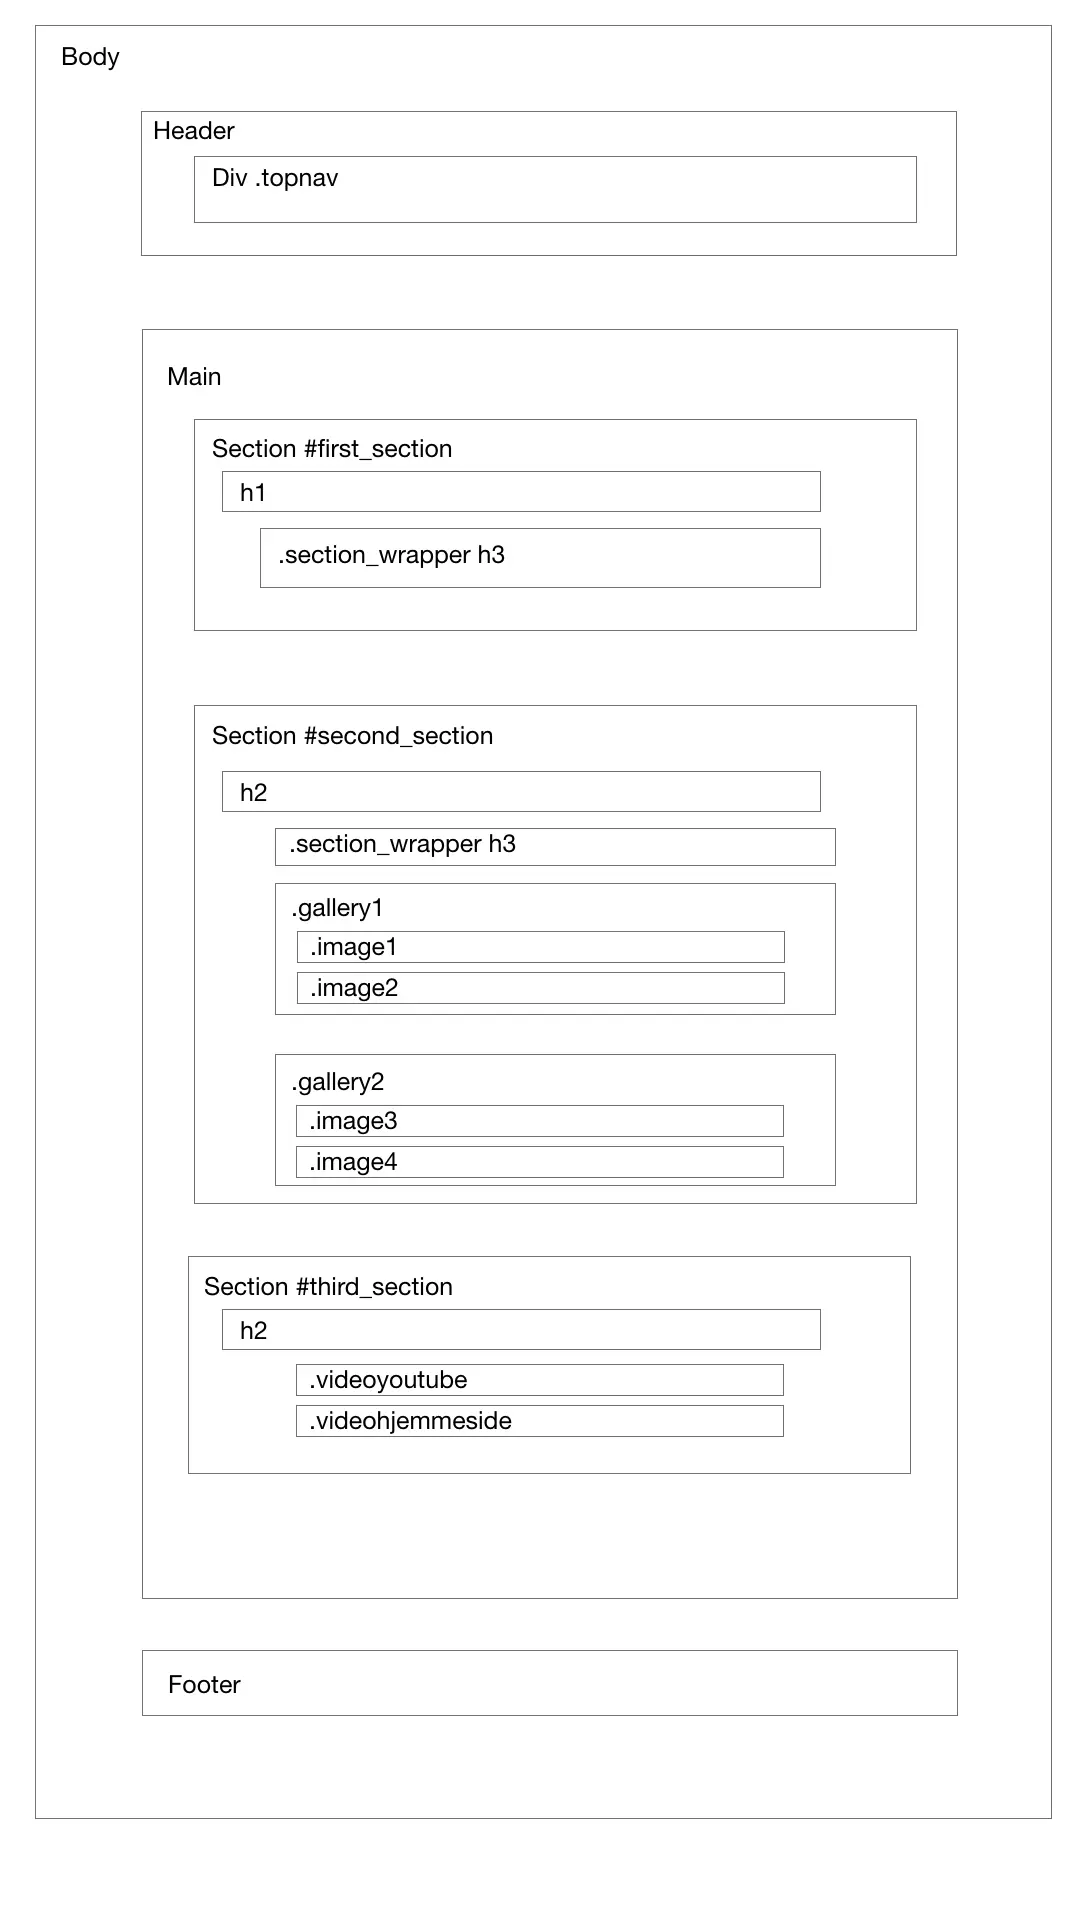 Body
Header
Div .topnav
Main
Section #first_section
h1
.section_wrapper h3
Section #second_section
h2
.section_wrapper h3
.gallery1
.image1
.image2
.gallery2
.image3
.image4
Section #third_section
h2
.videoyoutube
.videohjemmeside
Footer